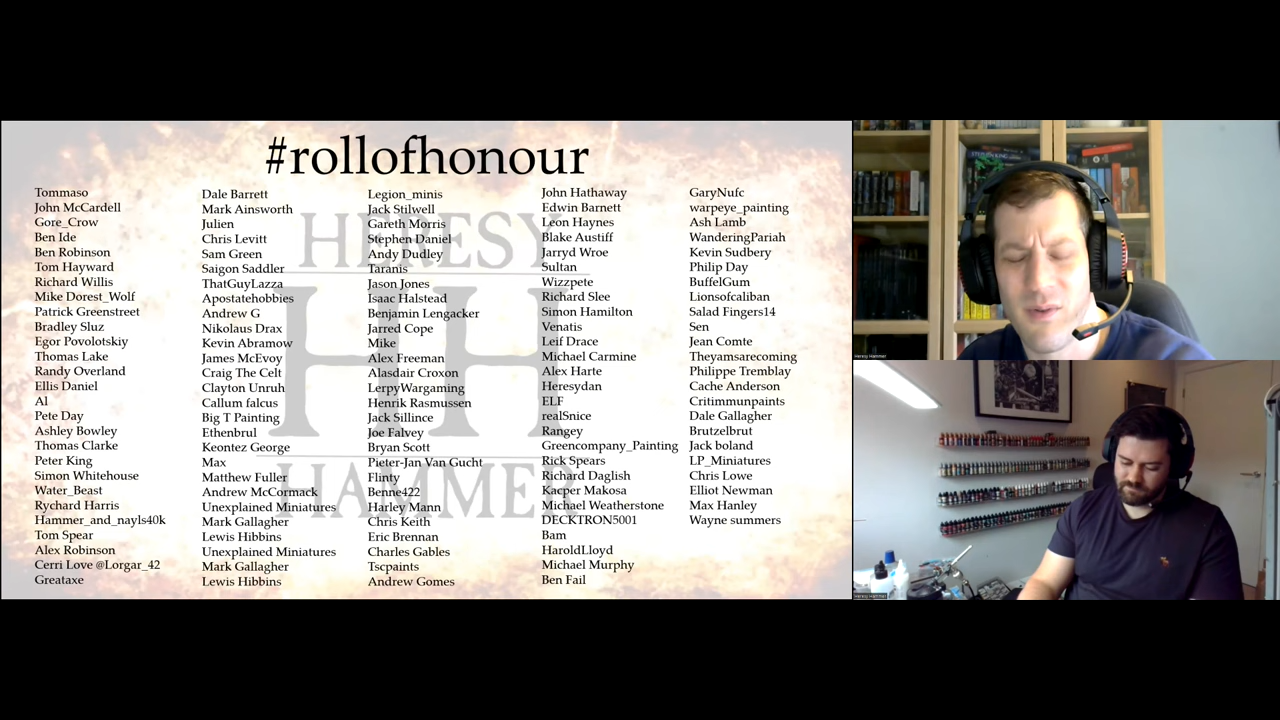 #rollofhonour
Tommaso
John McCardell
Gore_Crow
Ben Ide
Ben Robinson
Tom Hayward
Richard Willis
Mike Dorest_Wolf
Patrick Greenstreet
Bradley Sluz
Egor Povolotskiy
Thomas Lake
Randy Overland
Ellis Daniel
Al
Pete Day
Ashley Bowley
Thomas Clarke
Peter King
Simon Whitehouse
Water_Beast
Rychard Harris
Hammer_and_nayls40k
Tom Spear
Alex Robinson
Cerri Love @Lorgar_42
Greataxe
Dale Barrett
Mark Ainsworth
Julien
Chris Levitt
Sam Green
Saigon Saddler
ThatGuyLazza
Apostatehobbies
Andrew G
Nikolaus Drax
Kevin Abramow
James McEvoy
Craig The Celt
Clayton Unruh
Callum falcus
Big T Painting
Ethenbrul
Keontez George
Max
Matthew Fuller
Andrew McCormack
Unexplained Miniatures
Mark Gallagher
Lewis Hibbins
Unexplained Miniatures
Mark Gallagher
Lewis Hibbins
Legion_minis
Jack Stilwell
Gareth Morris
Stephen Daniel
Andy Dudley
Taranis
Jason Jones
Isaac Halstead
Benjamin Lengacker
Jarred Cope
Mike
Alex Freeman
Alasdair Croxon
LerpyWargaming
Henrik Rasmussen
Jack Sillince
Joe Falvey
Bryan Scott
Pieter-Jan Van Gucht
Flinty
Benne422
Harley Mann
Chris Keith
Eric Brennan
Charles Gables
Tscpaints
Andrew Gomes
John Hathaway
Edwin Barnett
Leon Haynes
Blake Austiff
Jarryd Wroe
Sultan
Wizzpete
Richard Slee
Simon Hamilton
Venatis
Leif Drace
Michael Carmine
Alex Harte
Heresydan
ELF
realSnice
Rangey
Greencompany_Painting
Rick Spears
Richard Daglish
Kacper Makosa
Michael Weatherstone
DECKTRON5001
Bam
HaroldLloyd
Michael Murphy
Ben Fail
GaryNufc
warpeye_painting
Ash Lamb
WanderingPariah
Kevin Sudbery
Philip Day
BuffelGum
Lionsofcaliban
Salad Fingers14
Sen
Jean Comte
Theyamsarecoming
Philippe Tremblay
Cache Anderson
Critimmunpaints
Dale Gallagher
Brutzelbrut
Jack boland
LP_Miniatures
Chris Lowe
Elliot Newman
Max Hanley
Wayne summers
HERESY
HH
HAMMER
STEPHEN KING
Heresy Hammer
Heresy Hammer